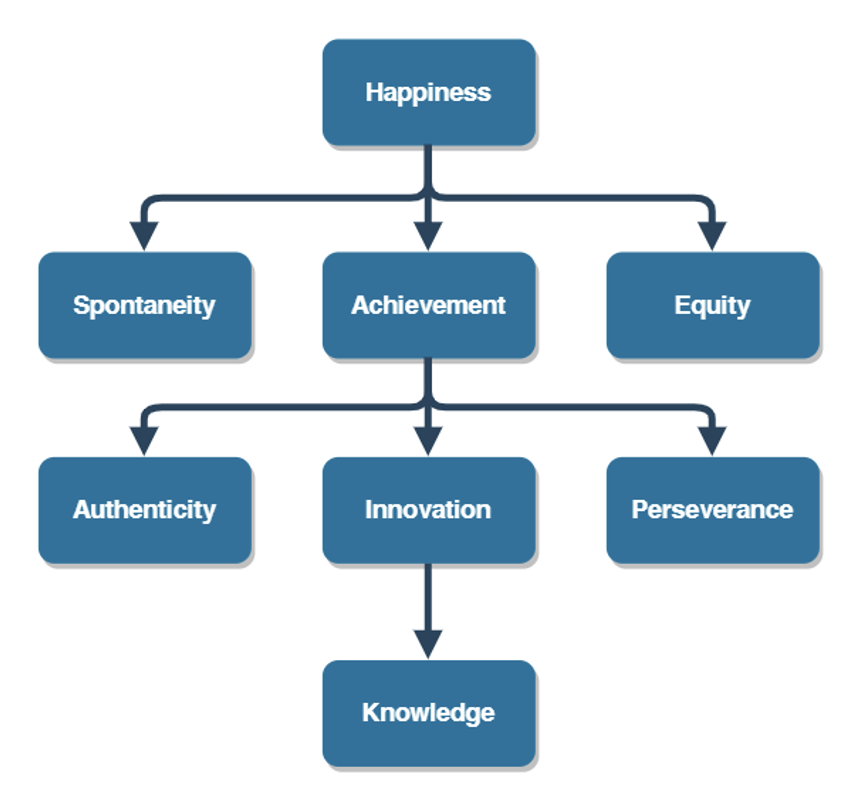 Happiness
Spontaneity
Achievement
Equity
Authenticity
Innovation
Perseverance
Knowledge